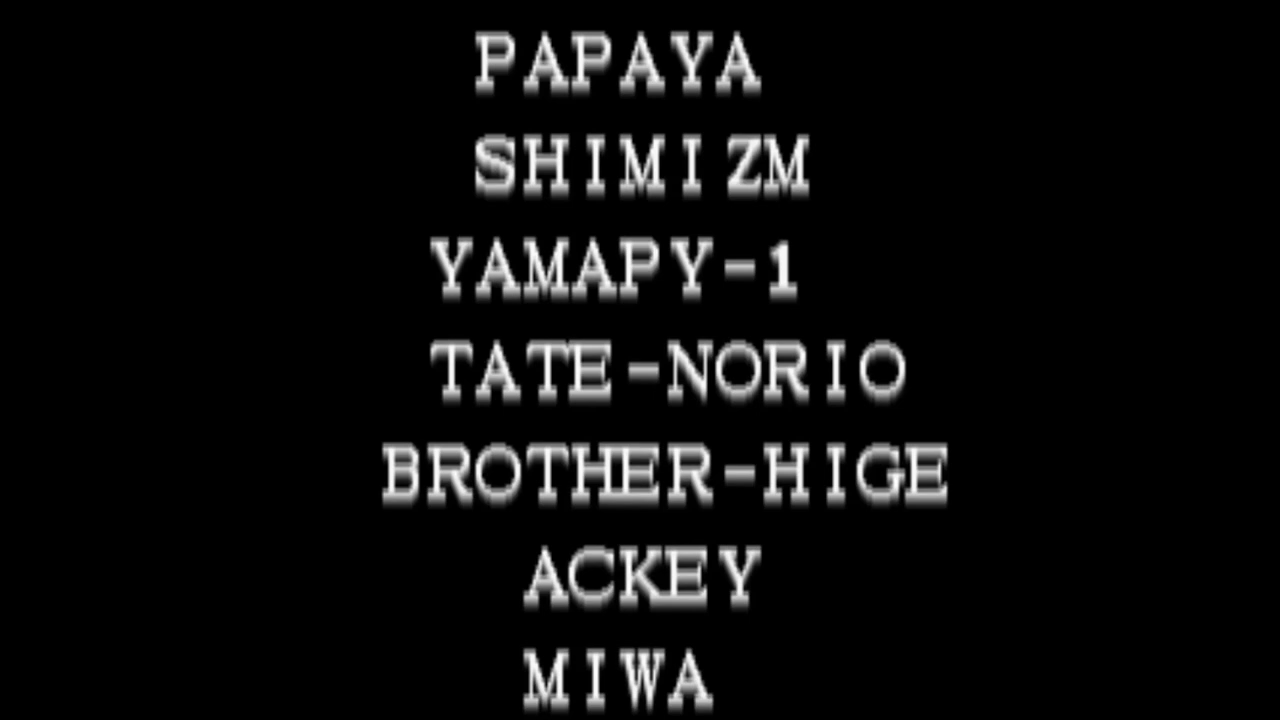 PAPAYA
SHIMIZM
YAMAPY-1
TATE-NORIO
BROTHER-HIGE
ACKEY
MIWA